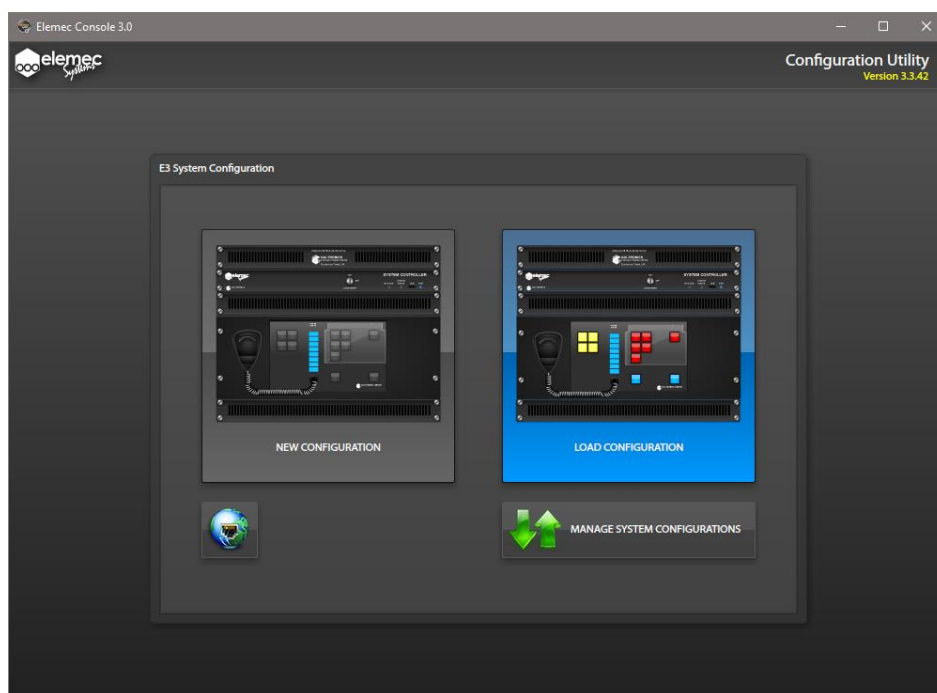 Elemec Console 3.0
elemec
Systems
Configuration Utility
Version 3.3.42
E3 System Configuration
SYSTEM CONTROLLER
SYSTEM CONTROLLER
NEW CONFIGURATION
LOAD CONFIGURATION
MANAGE SYSTEM CONFIGURATIONS